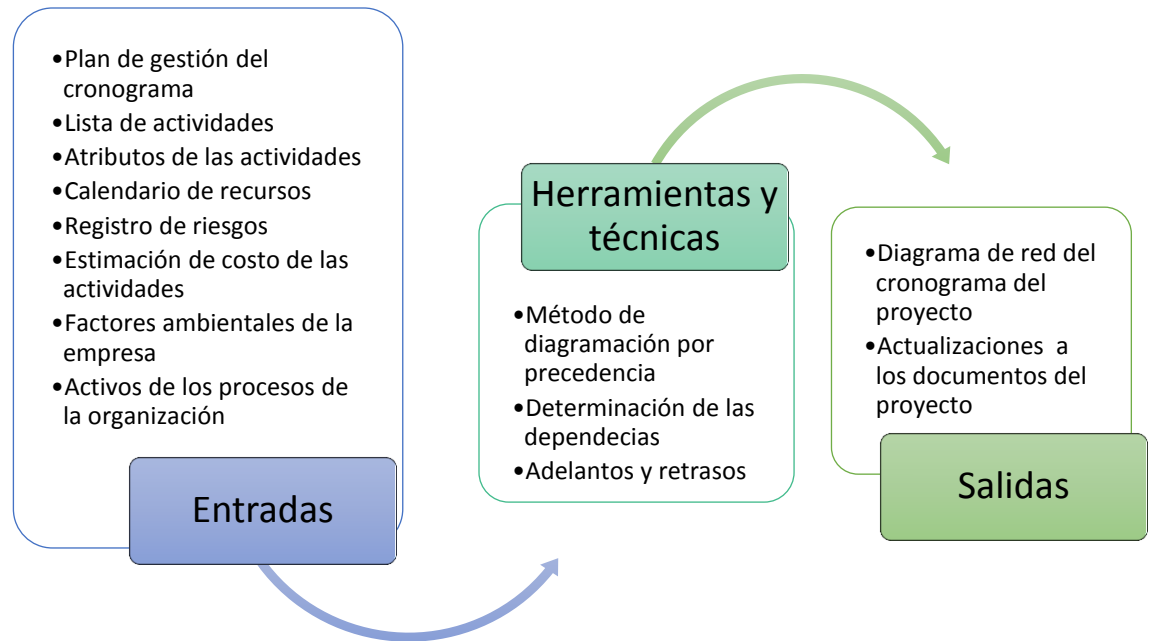 •Plan de gestión del
cronograma
•Lista de actividades
•Atributos de las actividades
•Calendario de recursos
•Registro de riesgos
•Estimación de costo de las
actividades
•Factores ambientales de la
empresa
•Activos de los procesos de
la organización
Entradas
Herramientas y
técnicas
•Método de
diagramación por
precedencia
•Determinación de las
dependecias
•Adelantos y retrasos
•Diagrama de red del
cronograma del
proyecto
•Actualizaciones a
los documentos del
proyecto
Salidas